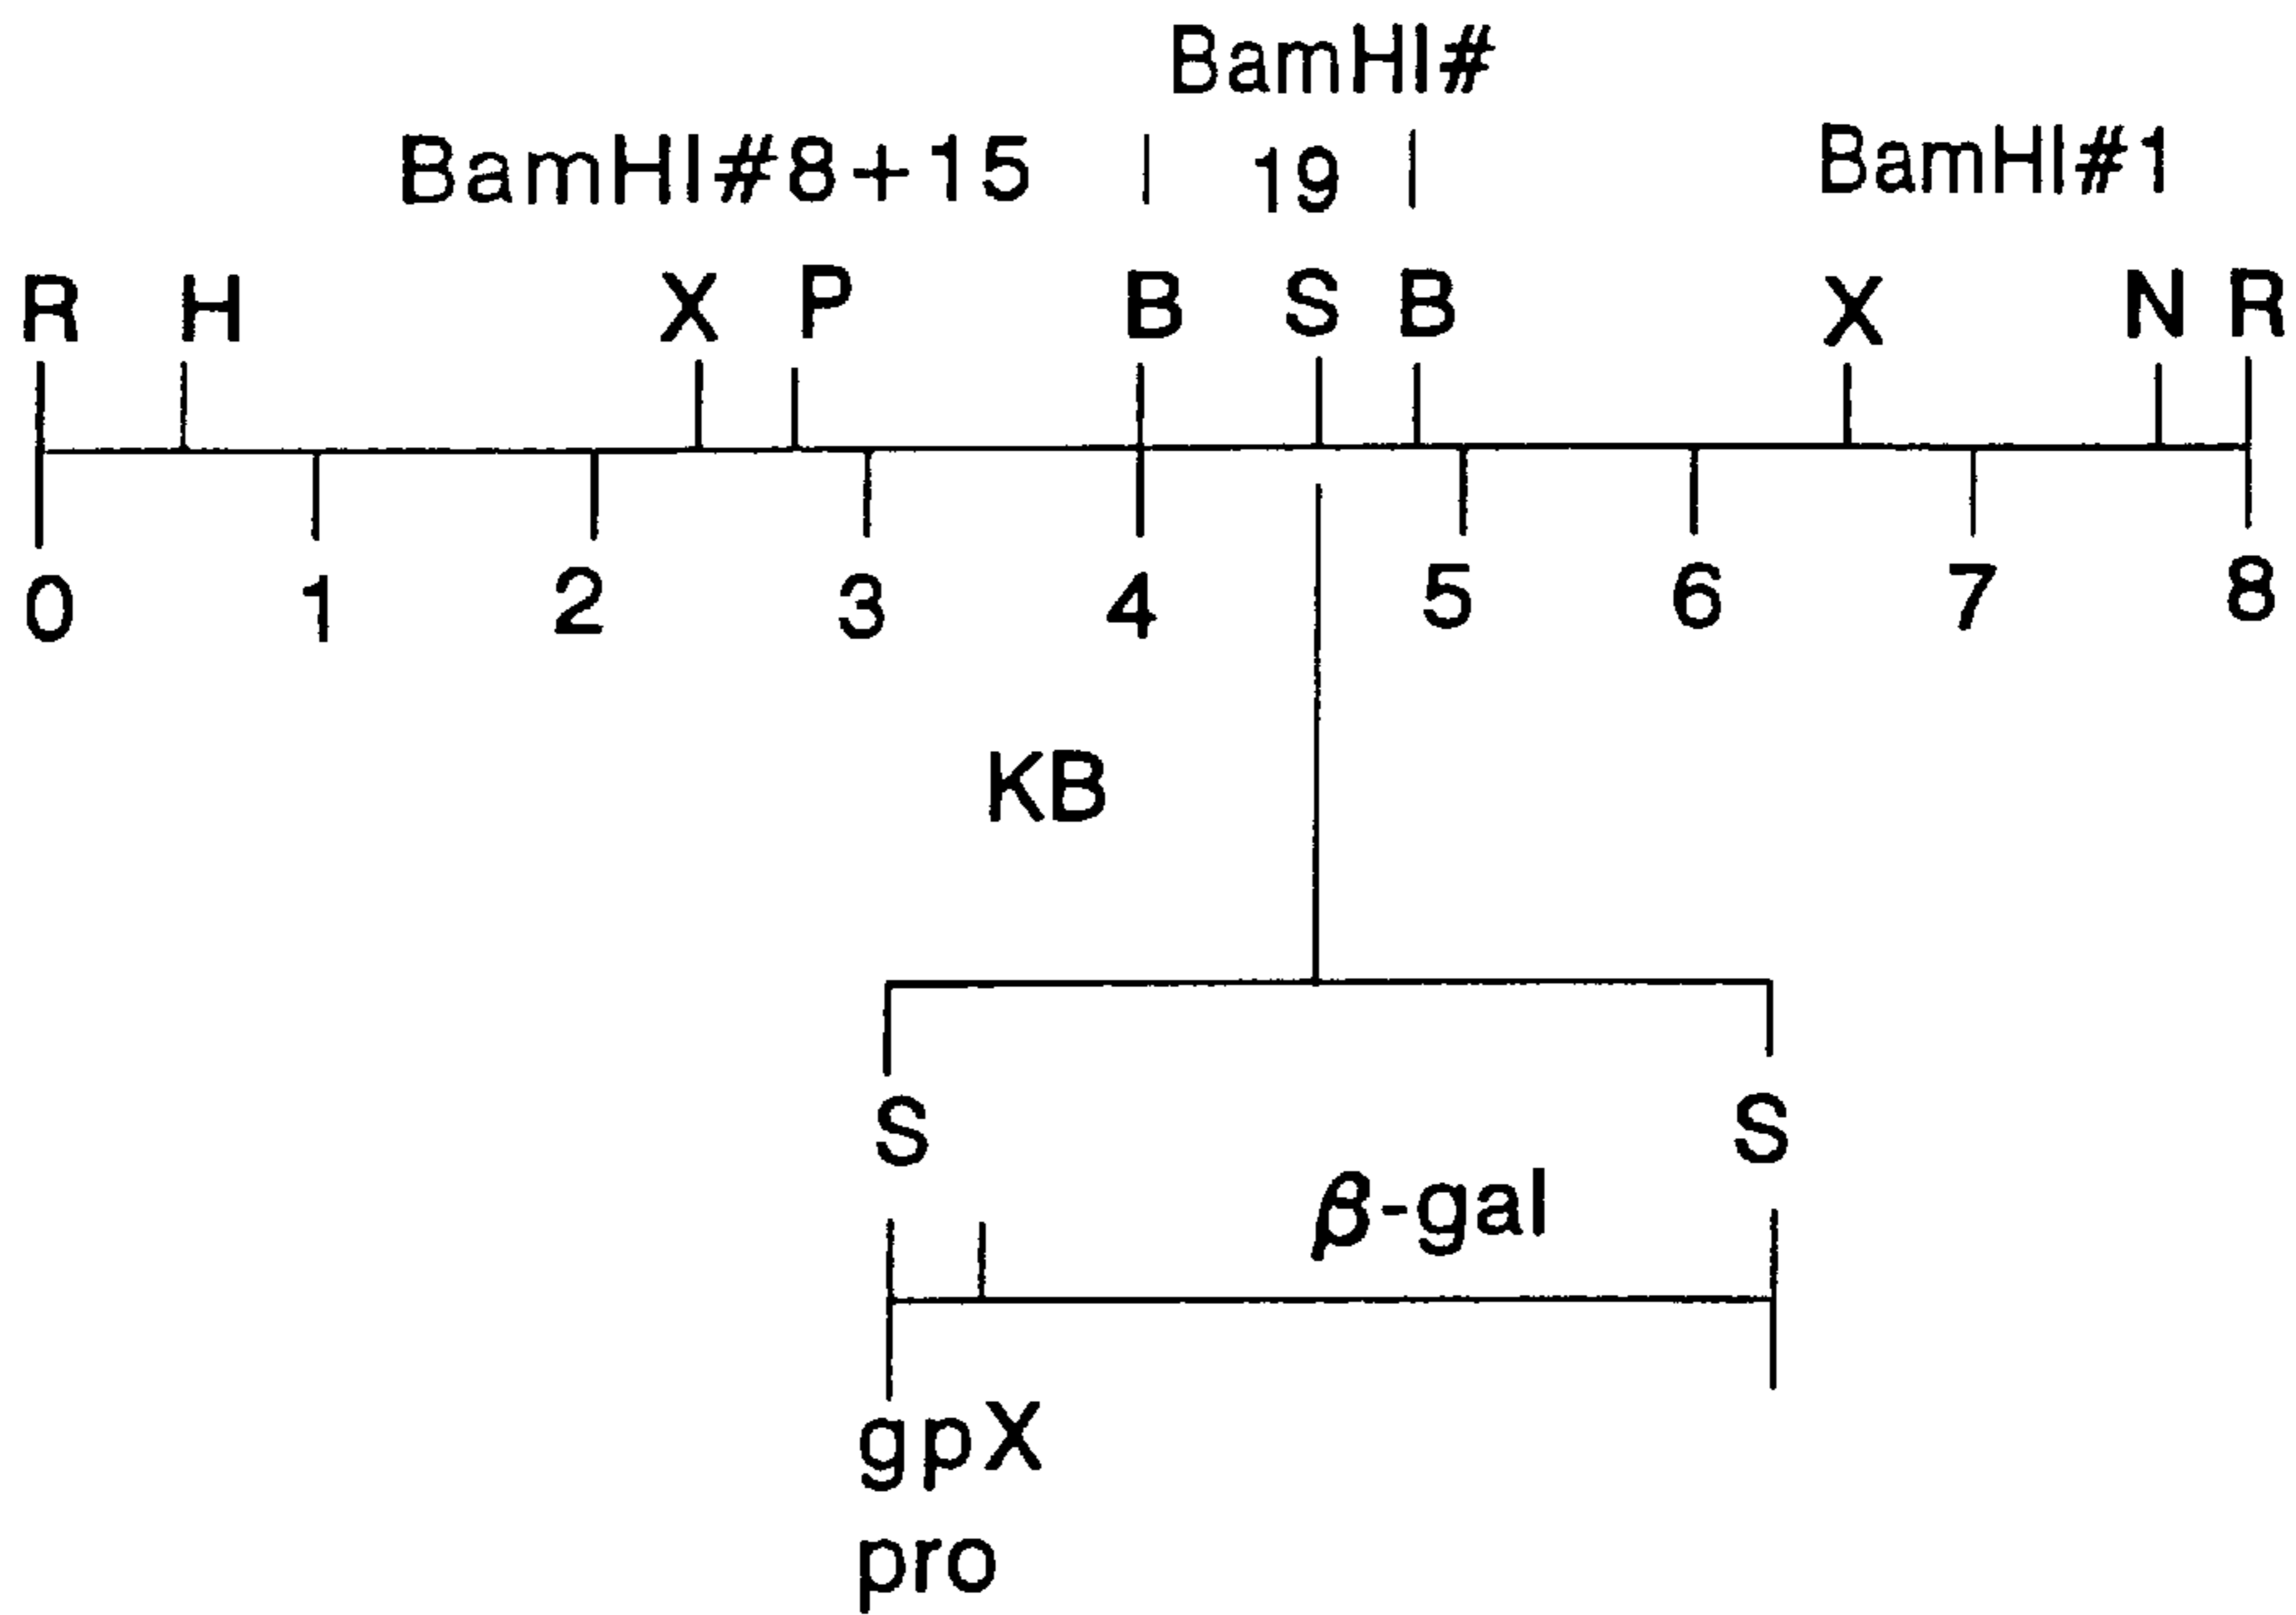 BamHI#
BamHI#8+15 19 BamHI#1
R H X P B S B X N R
0 1 2 3 4 5 6 7 8
KB
S S
β-gal
gpX
pro